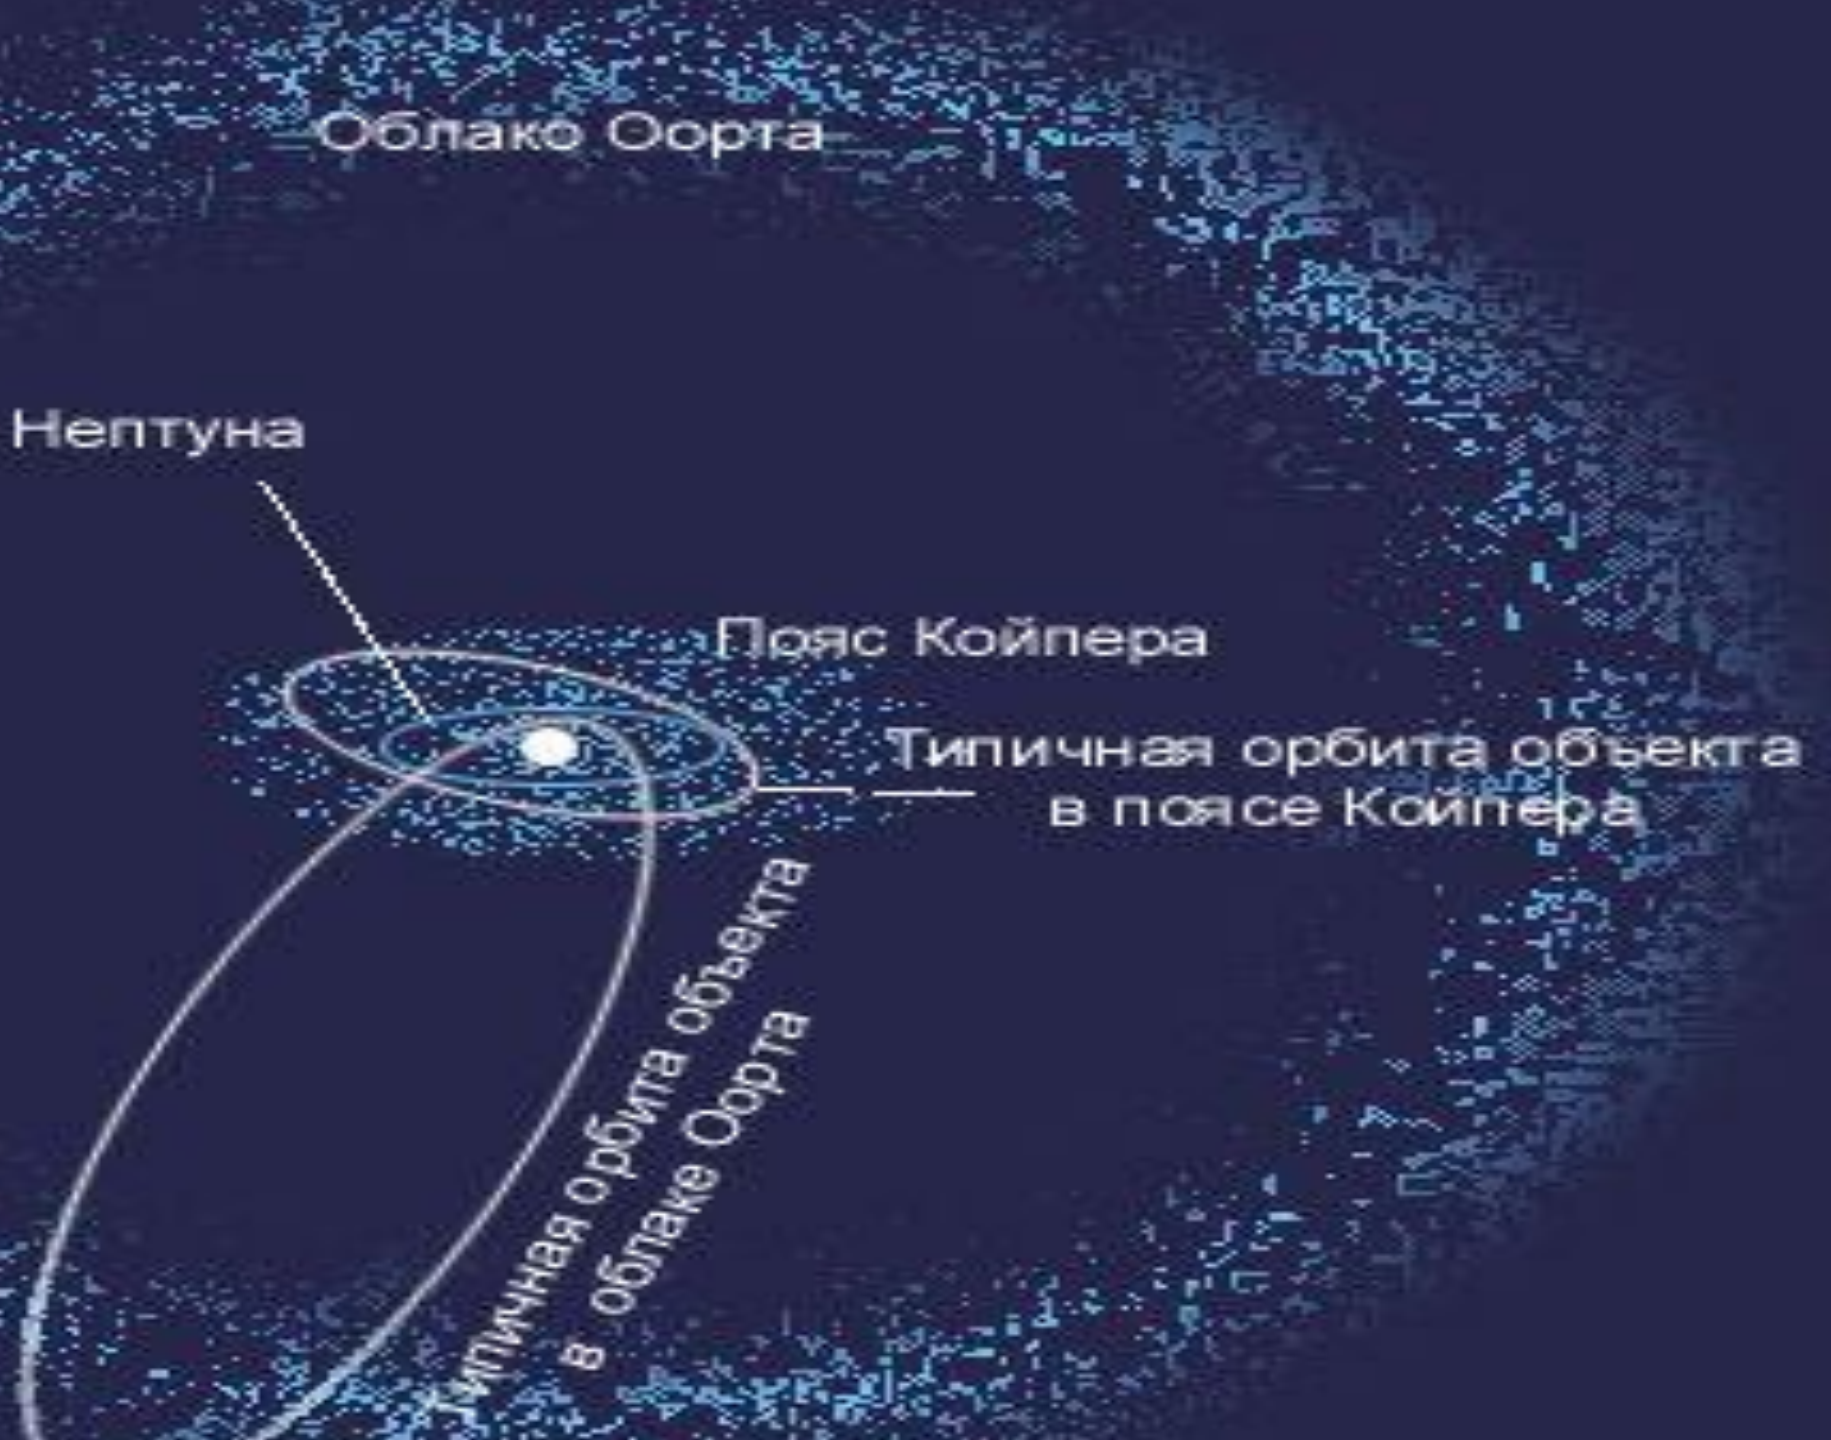 Облако Оорта
Нептуна
Пояс Койпера
Типичная орбита объекта
в поясе Койпера
Типичная орбита объекта
в облаке Оорта